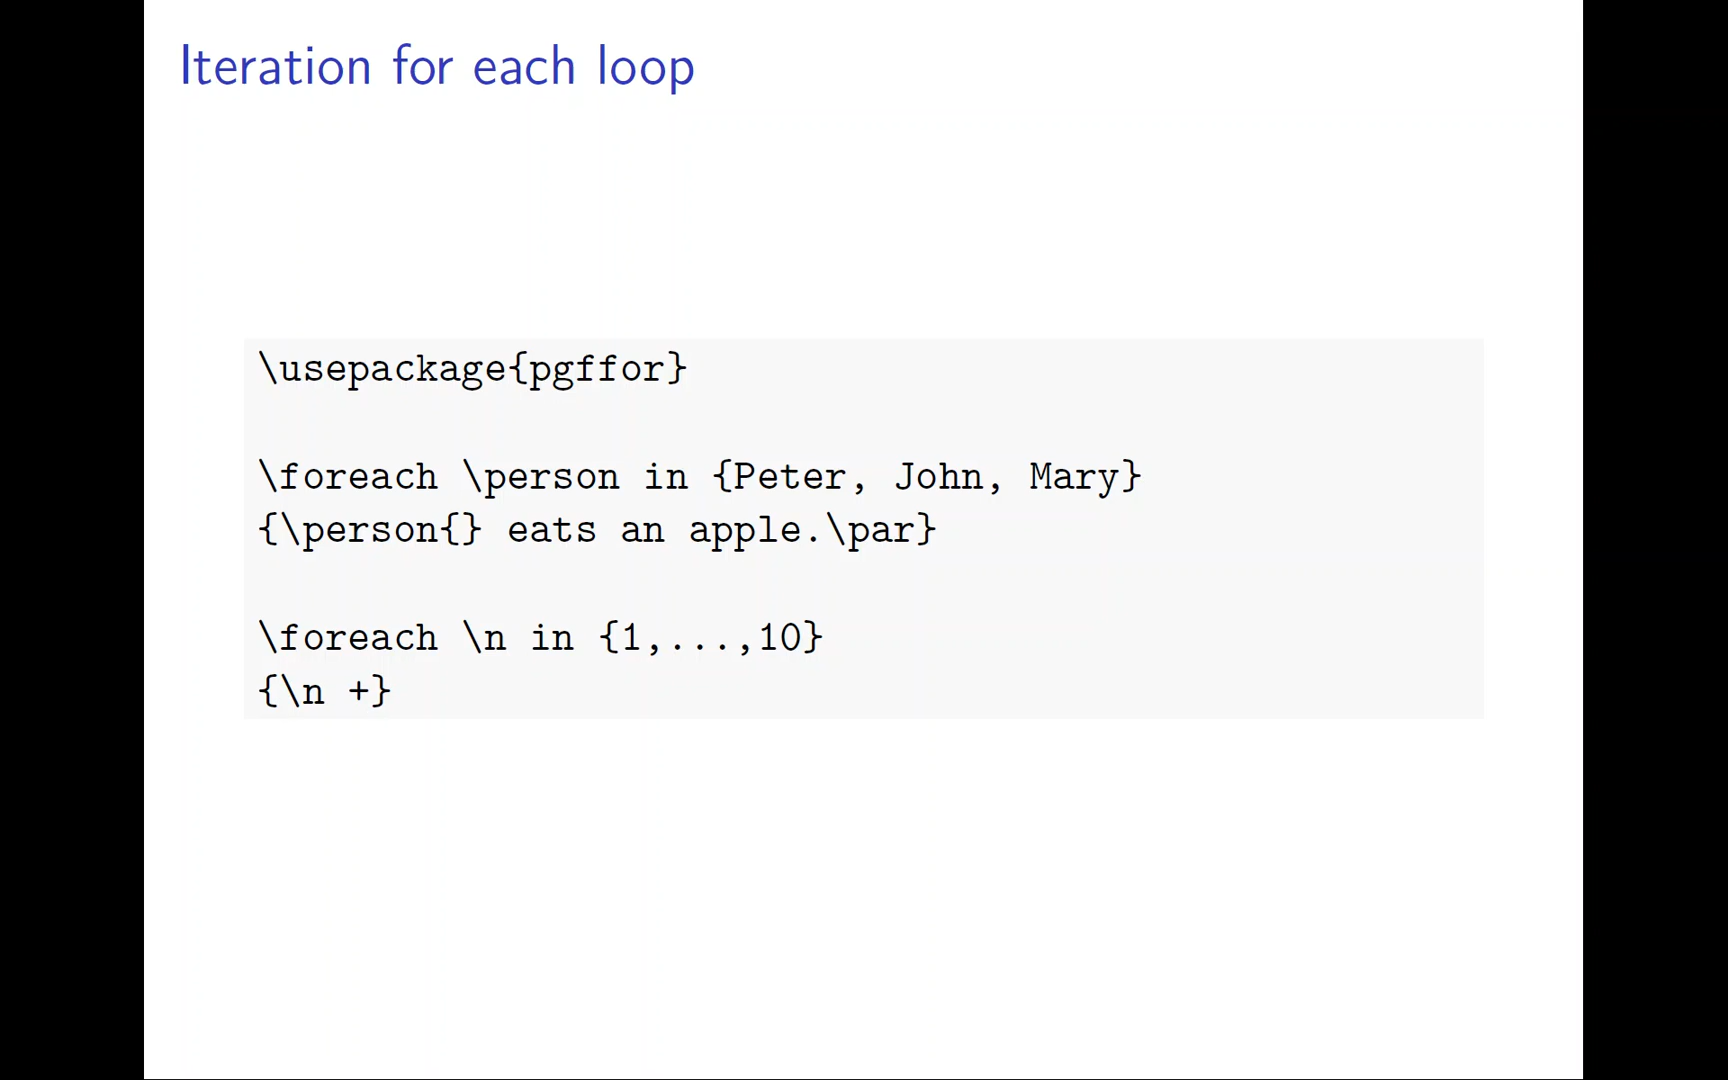 Iteration for each loop
\usepackage{pgffor}
\foreach \person in {Peter, John, Mary}
{\person{} eats an apple.\par}
\foreach \n in {1,...,10}
{\n +}